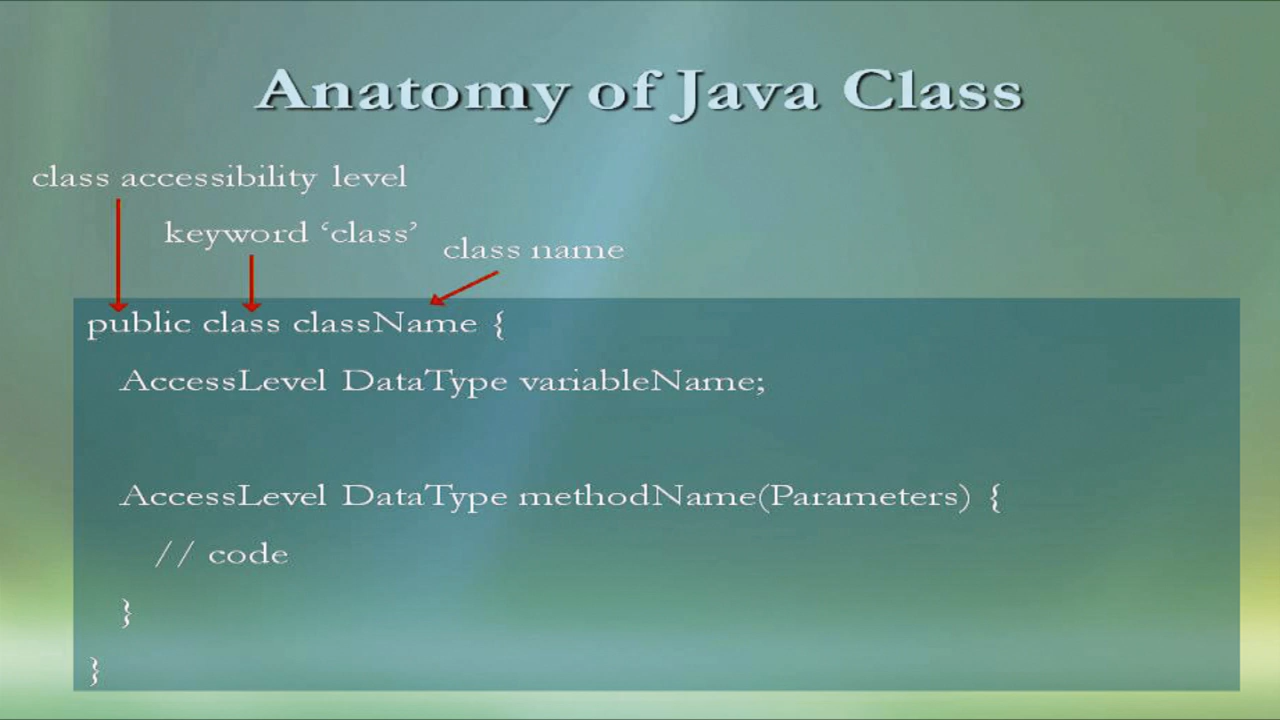 Anatomy of Java Class
class accessibility level
keyword ‘class’
class name
public class className {
AccessLevel DataType variableName;
AccessLevel DataType methodName(Parameters) {
// code
}
}